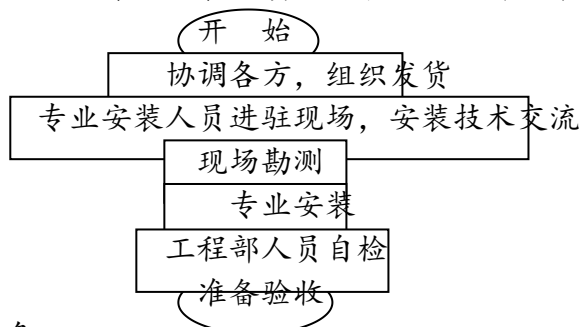 开 始
协调各方，组织发货
专业安装人员进驻现场，安装技术交流
现场勘测
专业安装
工程部人员自检
准备验收